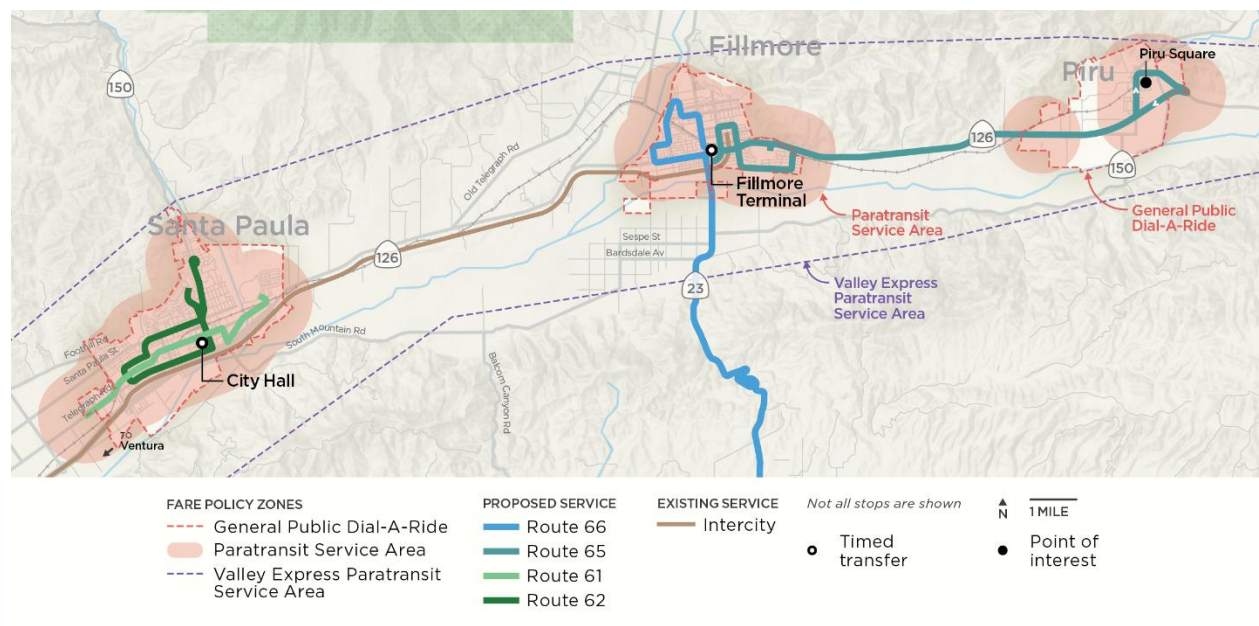 Fillmore
Piru Square
Piru
150
126
150
Old Telegraph Rd
Fillmore
Terminal
Paratransit
Service Area
General Public
Dial-A-Ride
Sespe St
Bardsdale Av
Santa Paula
126
23
Valley Express
Paratransit
Service Area
South Mountain Rd
Foothill Rd
Santa Paula St
City Hall
Balcom Canyon Rd
Telegraph Rd
TO
Ventura
FARE POLICY ZONES
General Public Dial-A-Ride
Paratransit Service Area
Valley Express Paratransit
Service Area
PROPOSED SERVICE
Route 66
Route 65
Route 61
Route 62
EXISTING SERVICE
Intercity
Not all stops are shown
Timed
transfer
N
1 MILE
Point of
interest